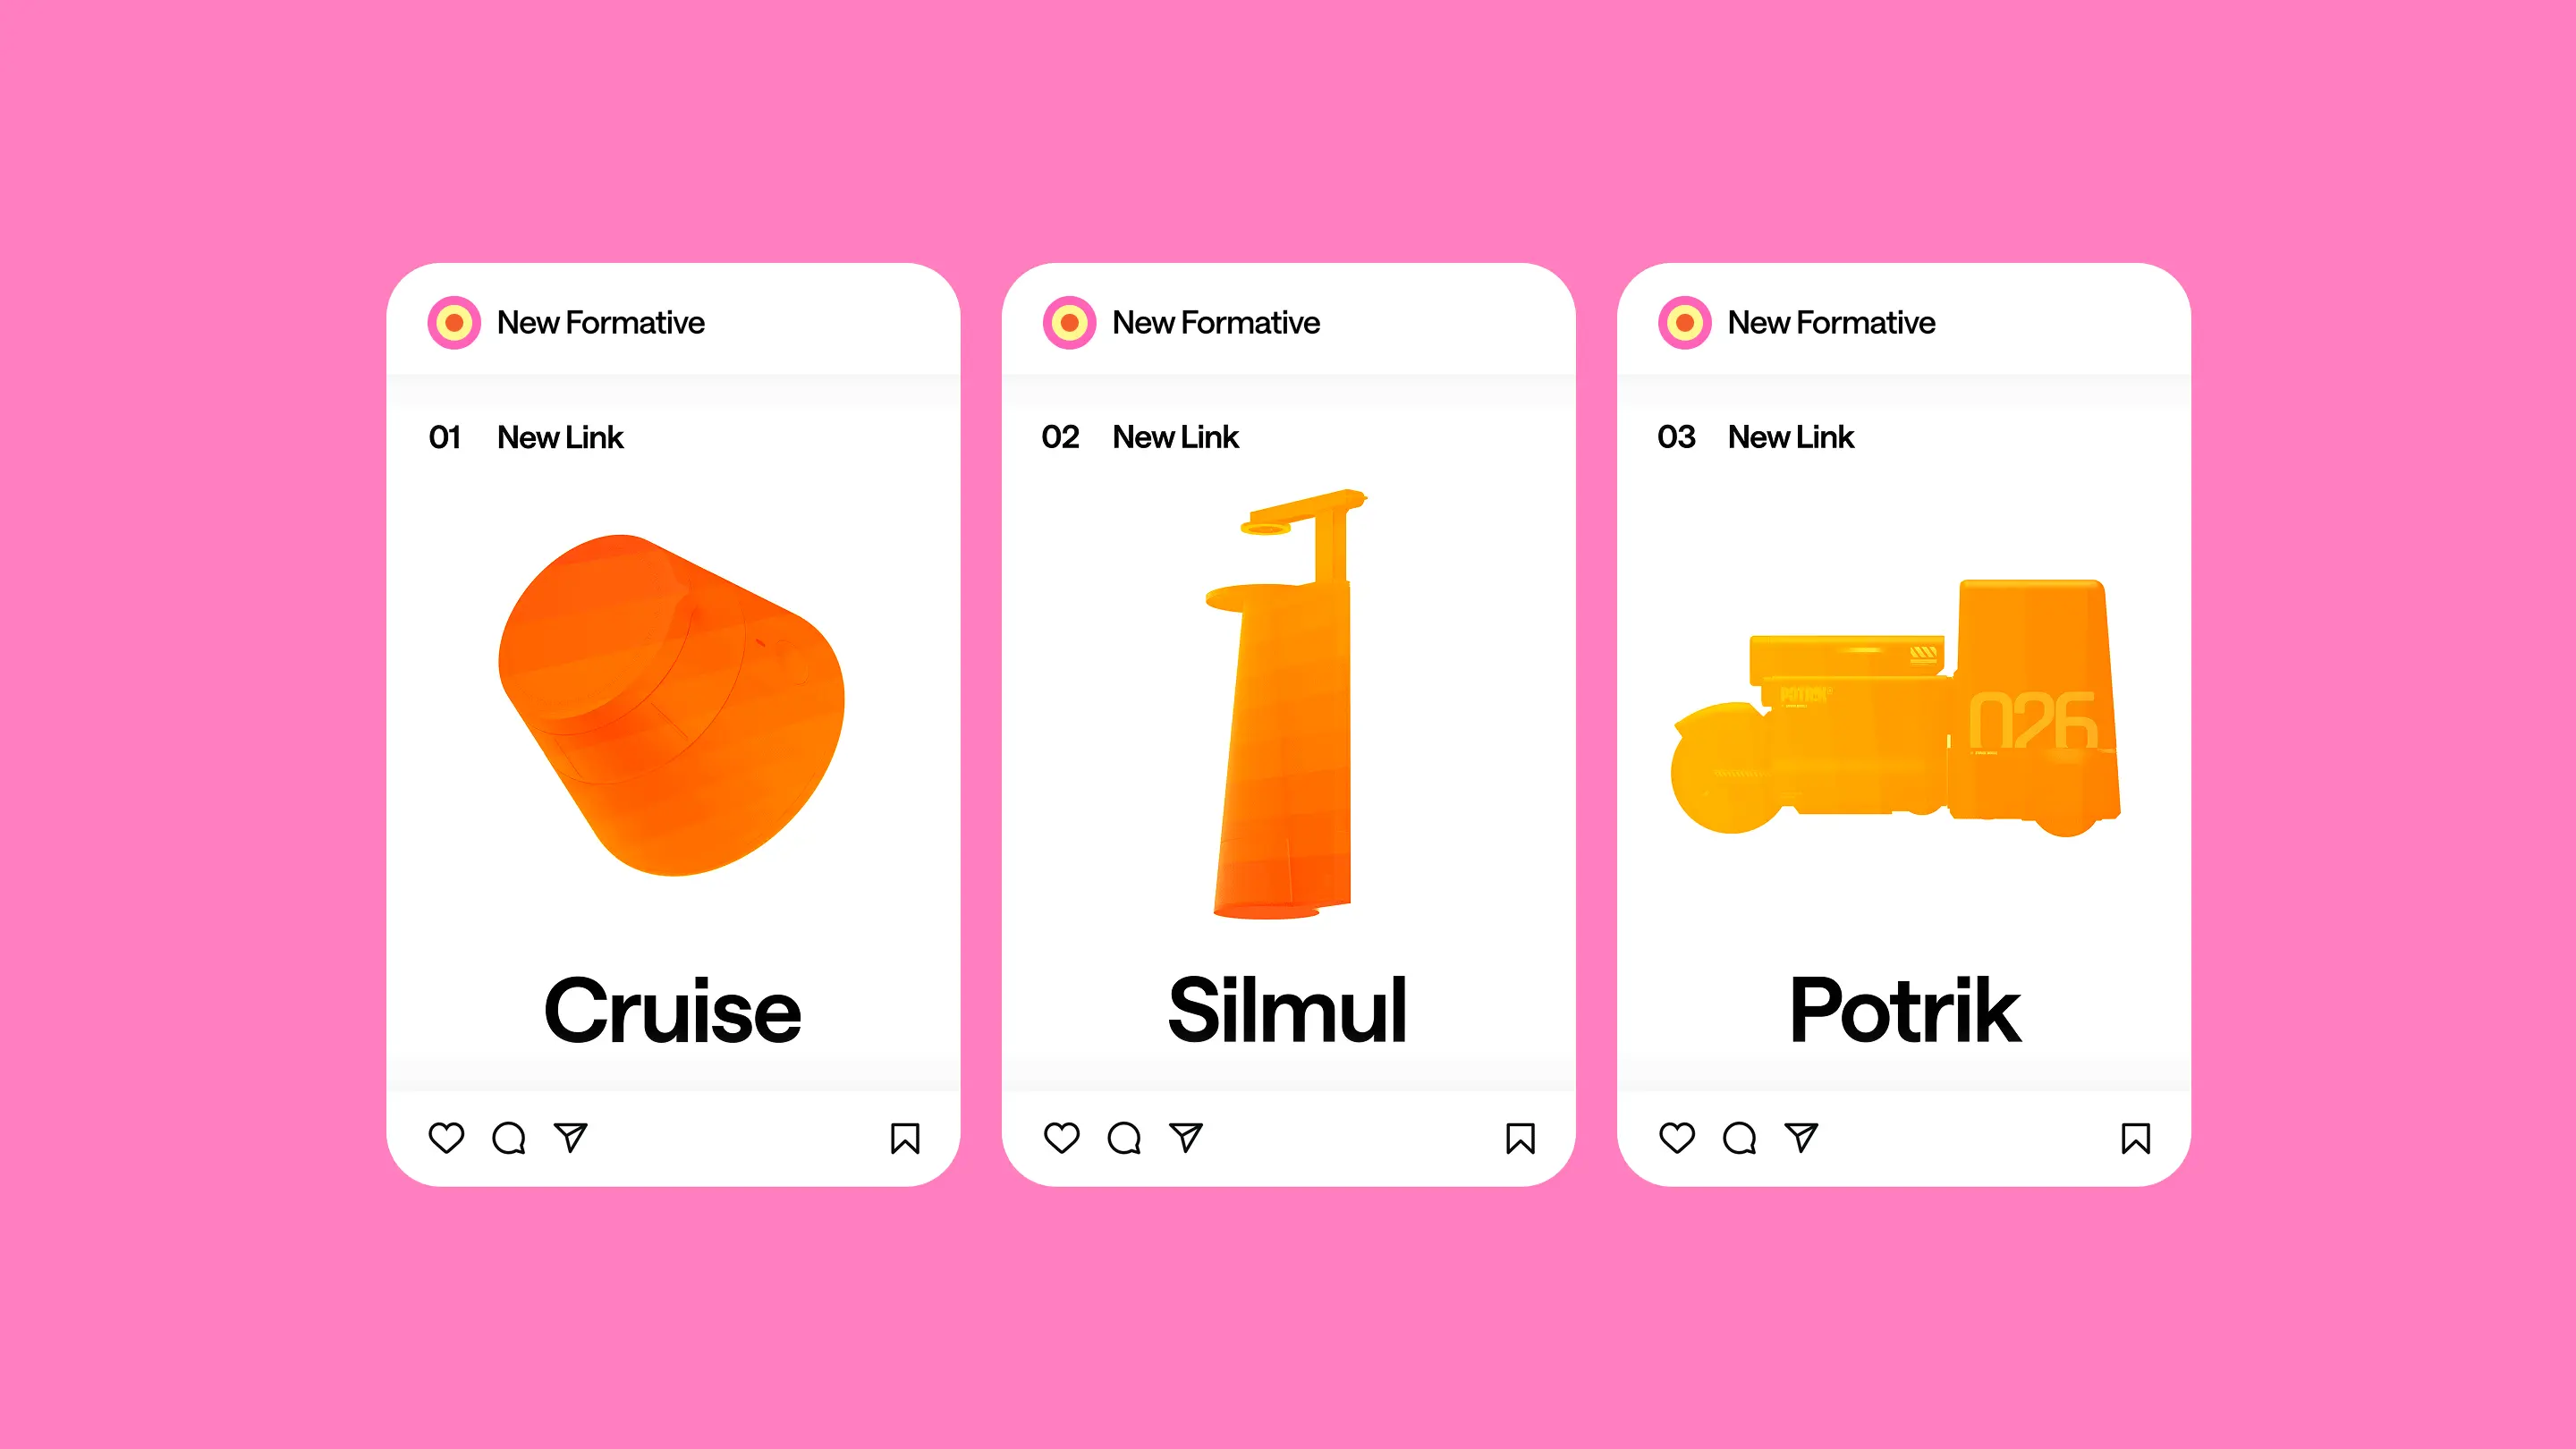 New Formative
01 New Link
Cruise
New Formative
02 New Link
Silmul
New Formative
03 New Link
POTRIK
026
Potrik